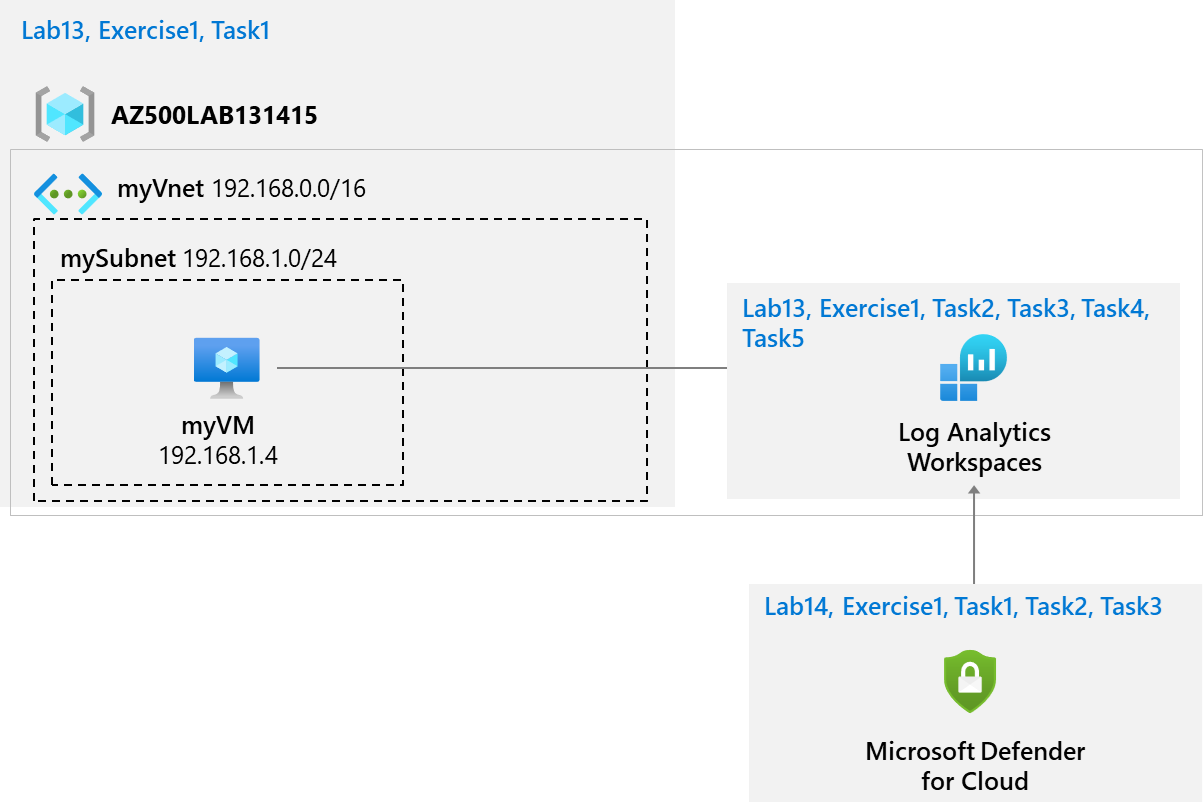 Lab13, Exercise1, Task1
AZ500LAB131415
myVnet 192.168.0.0/16
mySubnet 192.168.1.0/24
myVM
192.168.1.4
Lab13, Exercise1, Task2, Task3, Task4,
Task5
Log Analytics
Workspaces
Lab14, Exercise1, Task1, Task2, Task3
Microsoft Defender
for Cloud